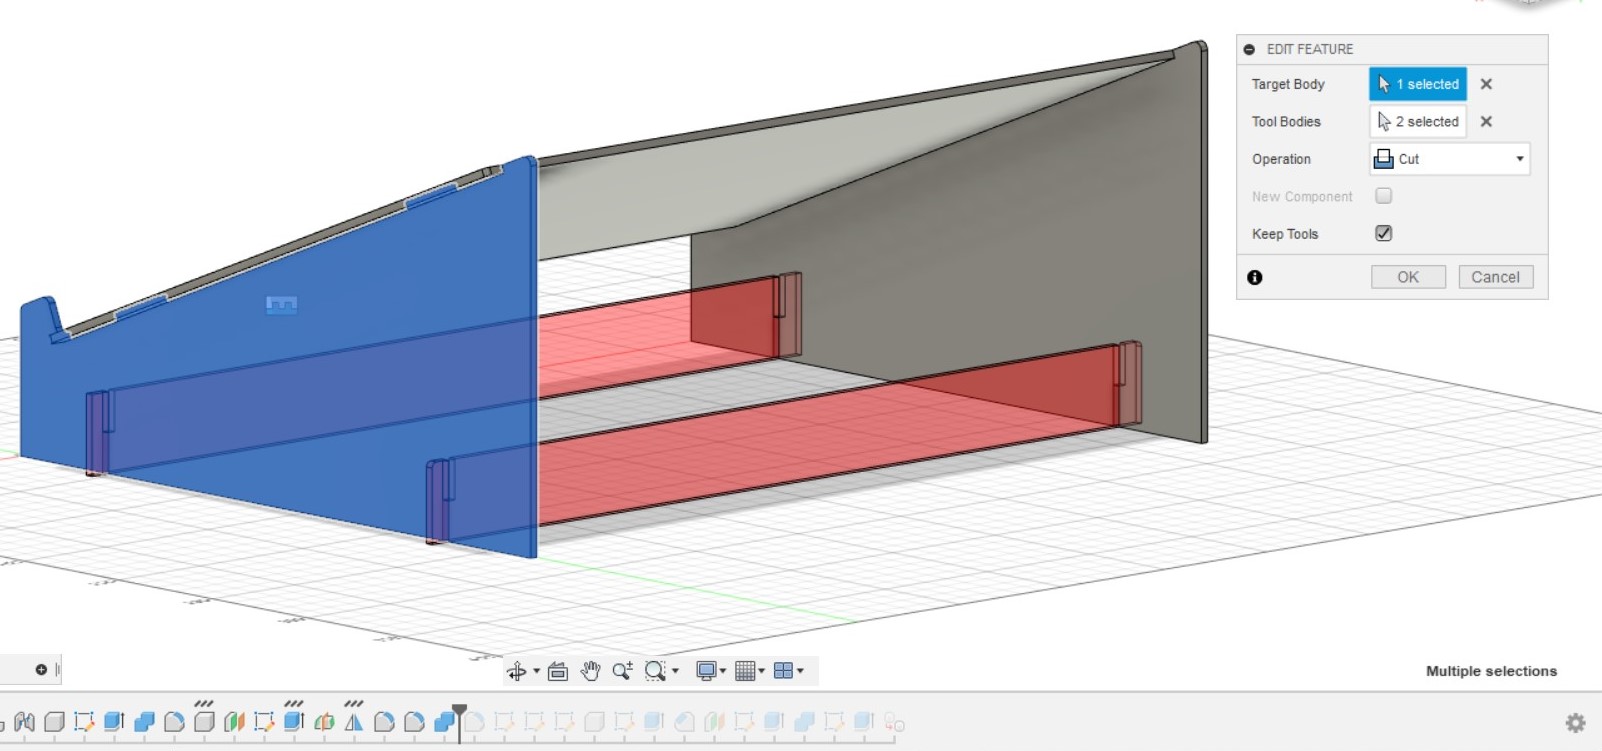 EDIT FEATURE
Target Body 1 selected
Tool Bodies 2 selected
Operation Cut
New Component
Keep Tools
OK Cancel
Multiple selections